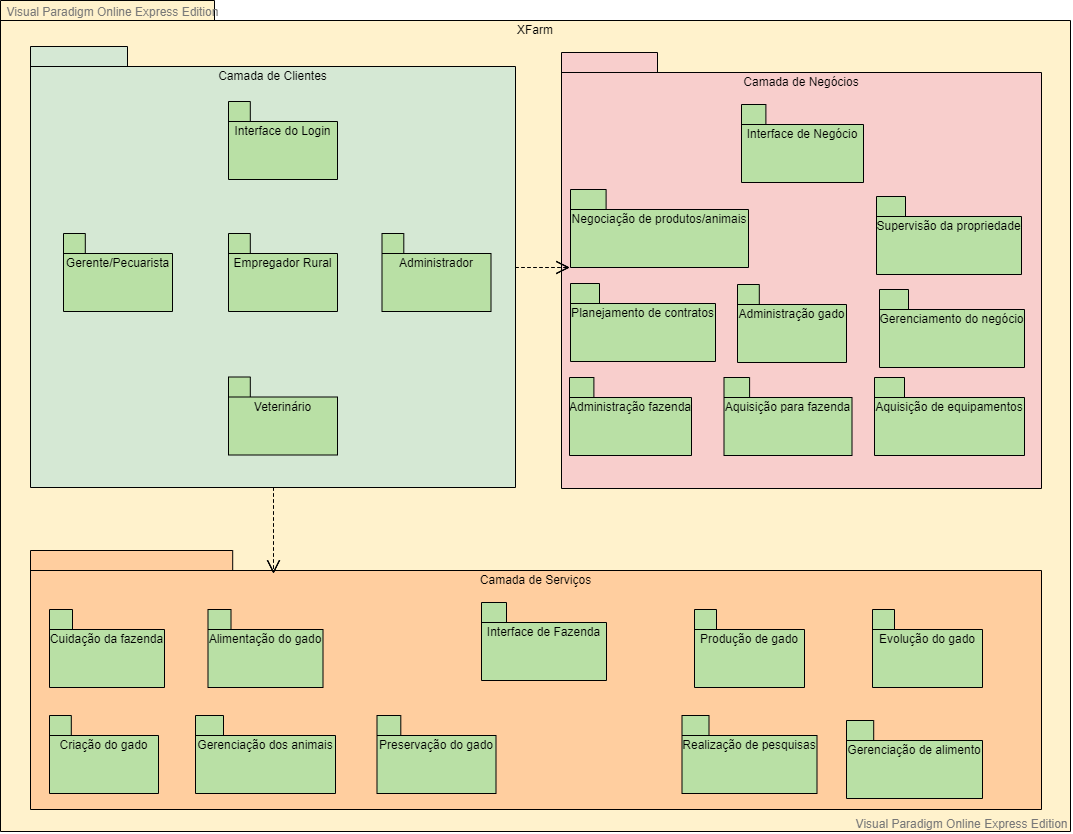 Visual Paradigm Online Express Edition
XFarm
Camada de Clientes
Interface do Login
Gerente/Pecuarista
Empregador Rural
Administrador
Veterinário
Camada de Negócios
Interface de Negócio
Negociação de produtos/animais
Supervisão da propriedade
Planejamento de contratos
Administração gado
Gerenciamento do negócio
Administração fazenda
Aquisição para fazenda
Aquisição de equipamentos
Camada de Serviços
Cuidação da fazenda
Alimentação do gado
Interface de Fazenda
Produção de gado
Evolução do gado
Criação do gado
Gerenciação dos animais
Preservação do gado
Realização de pesquisas
Gerenciação de alimento
Visual Paradigm Online Express Edition